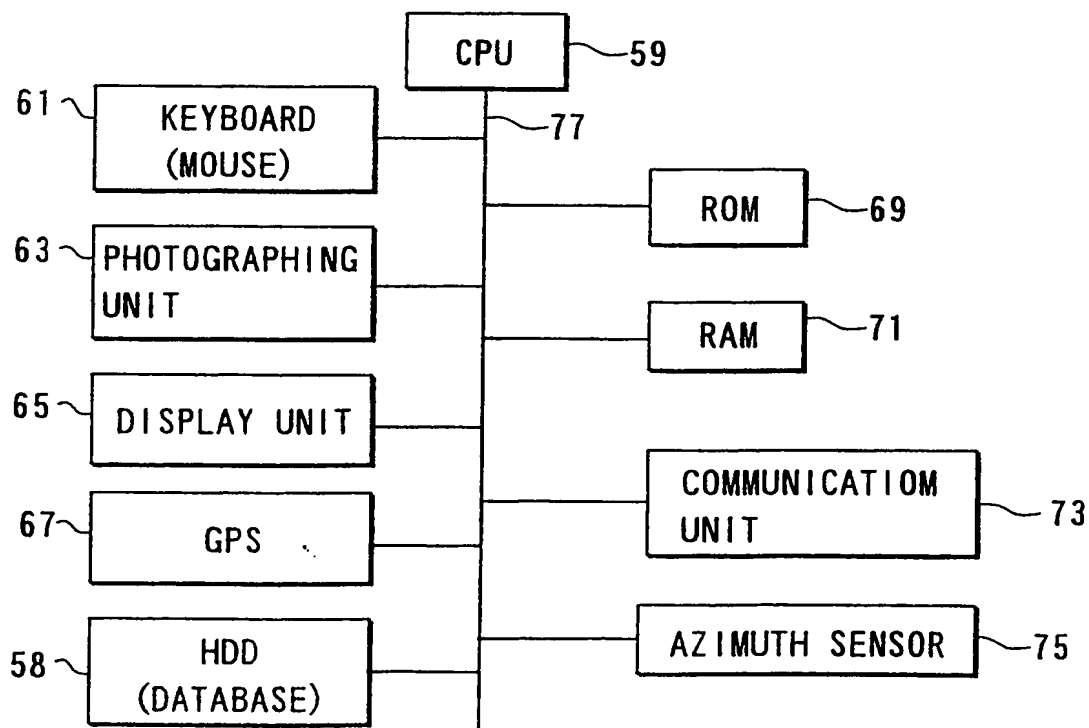 CPU
59
61
KEYBOARD
(MOUSE)
77
ROM
69
63
PHOTOGRAPHING
UNIT
RAM
71
65
DISPLAY UNIT
COMMUNICATIOM
UNIT
73
67
GPS
AZIMUTH SENSOR
75
58
HDD
(DATABASE)